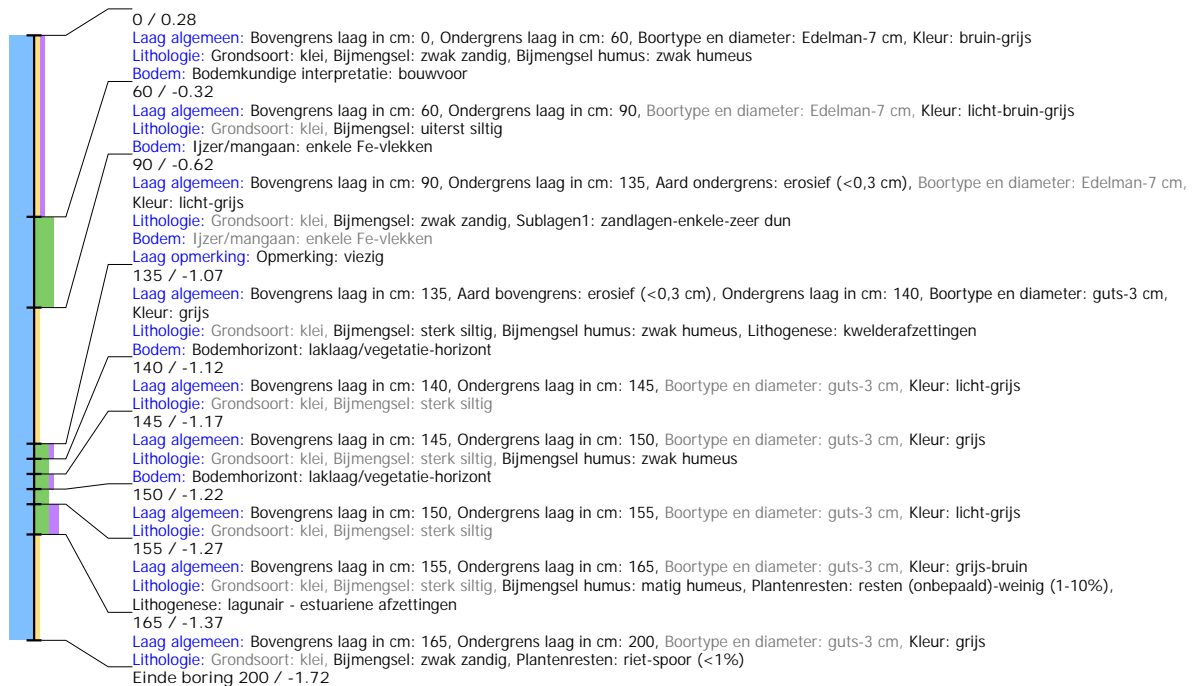 0 / 0.28
Laag algemeen: Bovengrens laag in cm: 0, Ondergrens laag in cm: 60, Boortype en diameter: Edelman-7 cm, Kleur: bruin-grijs
Lithologie: Grondsoort: klei, Bijmengsel: zwak zandig, Bijmengsel humus: zwak humeus
Bodem: Bodemkundige interpretatie: bouwvoor
60 / -0.32
Laag algemeen: Bovengrens laag in cm: 60, Ondergrens laag in cm: 90, Boortype en diameter: Edelman-7 cm, Kleur: licht-bruin-grijs
Lithologie: Grondsoort: klei, Bijmengsel: uiterst siltig
Bodem: Ijzer/mangaan: enkele Fe-vlekken
90 / -0.62
Laag algemeen: Bovengrens laag in cm: 90, Ondergrens laag in cm: 135, Aard ondergrens: erosief (<0,3 cm), Boortype en diameter: Edelman-7 cm,
Kleur: licht-grijs
Lithologie: Grondsoort: klei, Bijmengsel: zwak zandig, Sublagen1: zandlagen-enkele-zeer dun
Bodem: Ijzer/mangaan: enkele Fe-vlekken
Laag opmerking: Opmerking: viezig
135 / -1.07
Laag algemeen: Bovengrens laag in cm: 135, Aard bovengrens: erosief (<0,3 cm), Ondergrens laag in cm: 140, Boortype en diameter: guts-3 cm,
Kleur: grijs
Lithologie: Grondsoort: klei, Bijmengsel: sterk siltig, Bijmengsel humus: zwak humeus, Lithogenese: kwelderafzettingen
Bodem: Bodemhorizont: laklaag/vegetatie-horizont
140 / -1.12
Laag algemeen: Bovengrens laag in cm: 140, Ondergrens laag in cm: 145, Boortype en diameter: guts-3 cm, Kleur: licht-grijs
Lithologie: Grondsoort: klei, Bijmengsel: sterk siltig
145 / -1.17
Laag algemeen: Bovengrens laag in cm: 145, Ondergrens laag in cm: 150, Boortype en diameter: guts-3 cm, Kleur: grijs
Lithologie: Grondsoort: klei, Bijmengsel: sterk siltig, Bijmengsel humus: zwak humeus
Bodem: Bodemhorizont: laklaag/vegetatie-horizont
150 / -1.22
Laag algemeen: Bovengrens laag in cm: 150, Ondergrens laag in cm: 155, Boortype en diameter: guts-3 cm, Kleur: licht-grijs
Lithologie: Grondsoort: klei, Bijmengsel: sterk siltig
155 / -1.27
Laag algemeen: Bovengrens laag in cm: 155, Ondergrens laag in cm: 165, Boortype en diameter: guts-3 cm, Kleur: grijs-bruin
Lithologie: Grondsoort: klei, Bijmengsel: sterk siltig, Bijmengsel humus: matig humeus, Plantenresten: resten (onbepaald)-weinig (1-10%),
Lithogenese: lagunair - estuariene afzettingen
165 / -1.37
Laag algemeen: Bovengrens laag in cm: 165, Ondergrens laag in cm: 200, Boortype en diameter: guts-3 cm, Kleur: grijs
Lithologie: Grondsoort: klei, Bijmengsel: zwak zandig, Plantenresten: riet-spoor (<1%)
Einde boring 200 / -1.72